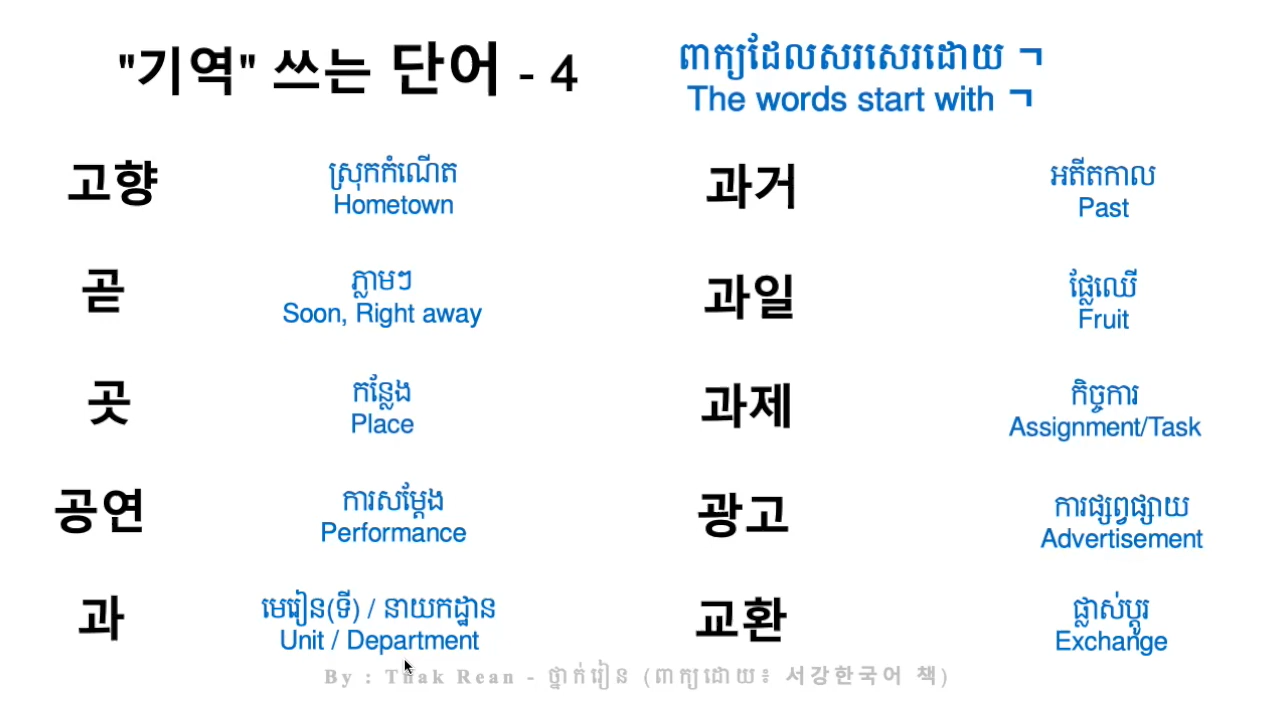 "기역" 쓰는 단어 - 4
ពាក្យដែលសរសេរដោយ ㄱ
The words start with ㄱ
고향
ស្រុកកំណើត
Hometown
곧
ភ្លាមៗ
Soon, Right away
곳
កន្លែង
Place
공연
ការសម្តែង
Performance
과
មេរៀន(ទី) / នាយកដ្ឋាន
Unit / Department
과거
អតីតកាល
Past
과일
ផ្លែឈើ
Fruit
과제
កិច្ចការ
Assignment/Task
광고
ការផ្សព្វផ្សាយ
Advertisement
교환
ផ្លាស់ប្តូរ
Exchange
By : Thak Rean - ថ្នាក់រៀន (ពាក្យដោយ៖ 서강한국어 책)